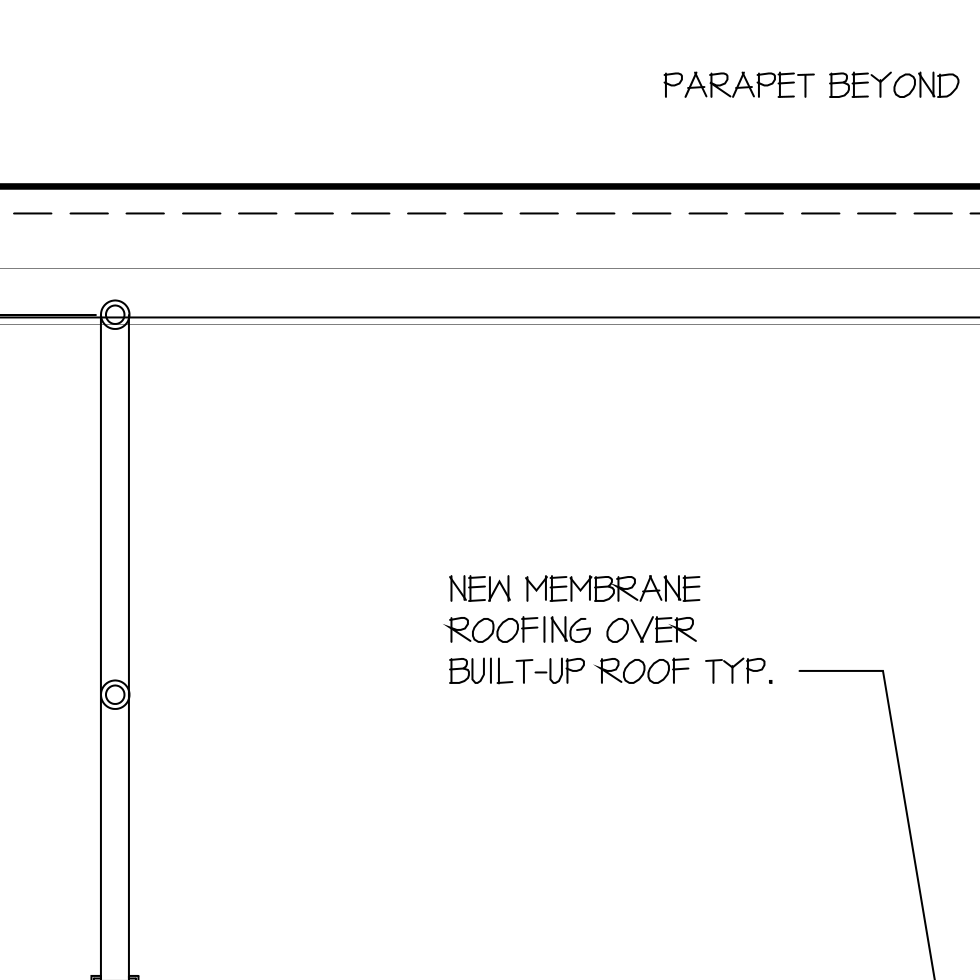 PARAPET BEYOND
NEW MEMBRANE
ROOFING OVER
BUILT-UP ROOF TYP.